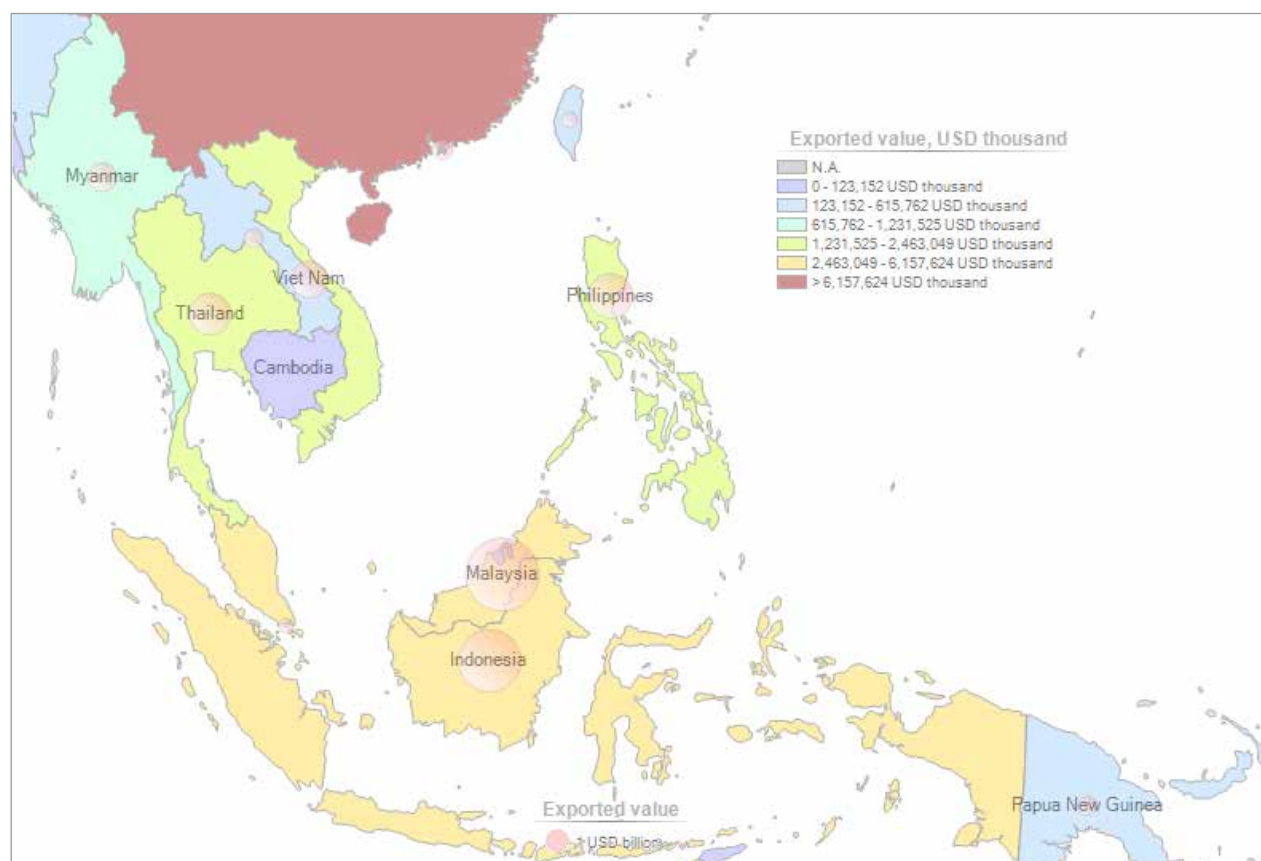 Exported value, USD thousand
N.A.
0 - 123,152 USD thousand
123,152 - 615,762 USD thousand
615,762 - 1,231,525 USD thousand
1,231,525 - 2,463,049 USD thousand
2,463,049 - 6,157,624 USD thousand
> 6,157,624 USD thousand
Myanmar
Viet Nam
Philippines
Thailand
Cambodia
Malaysia
Indonesia
Papua New Guinea
Exported value
1 USD billion